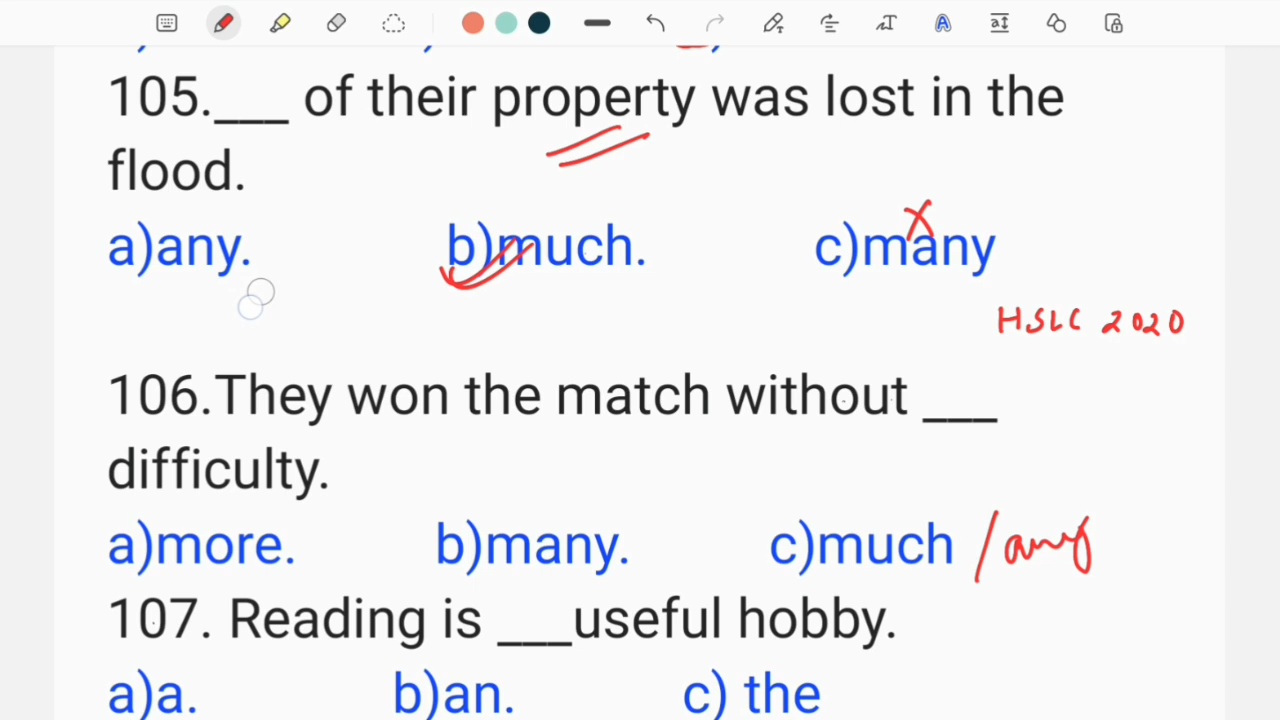 105.___ of their property was lost in the
flood.
a)any. b)much. c)many
HSLC 2020
106.They won the match without ___
difficulty.
a)more. b)many. c)much / any
107. Reading is ___useful hobby.
a)a. b)an. c) the